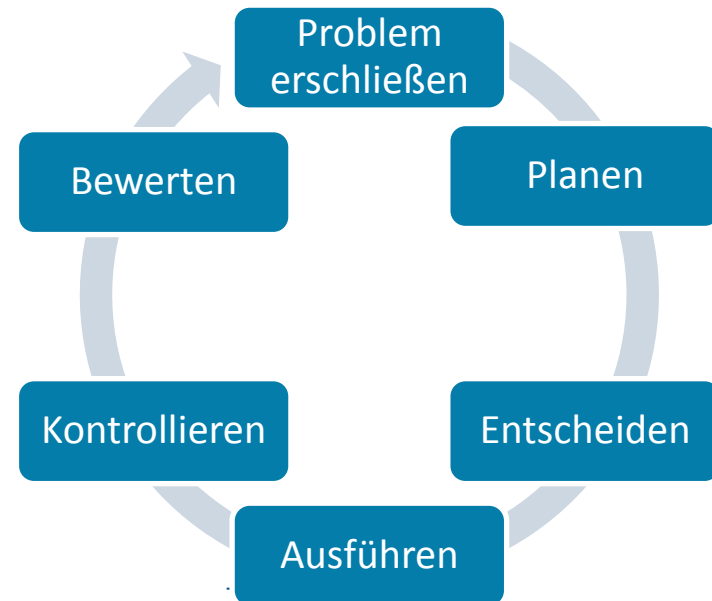 Problem
erschließen
Planen
Entscheiden
Ausführen
Kontrollieren
Bewerten